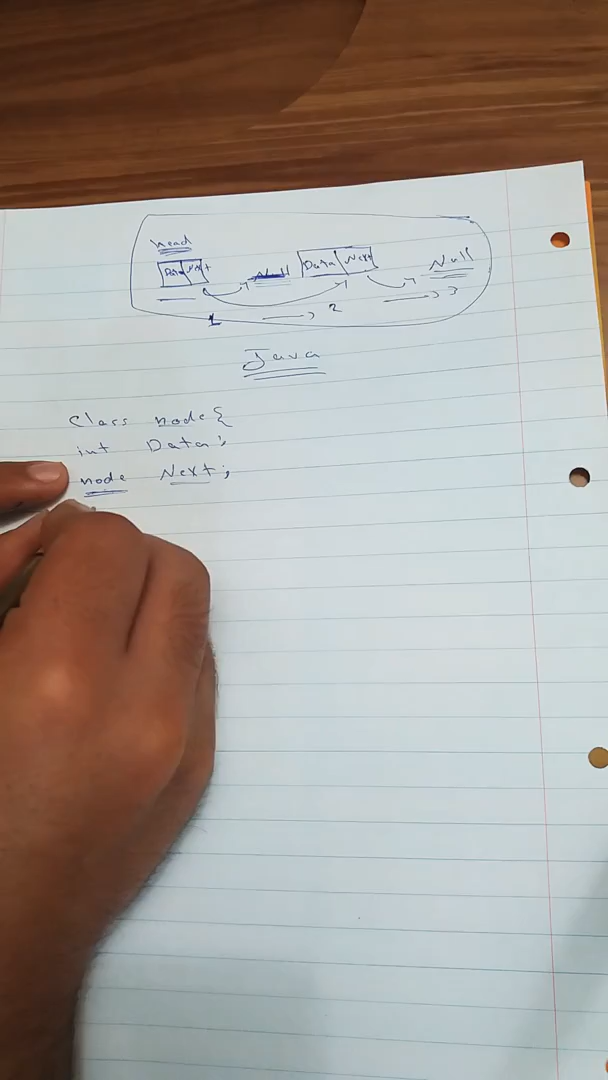 head
Data Next Null Data Next Null
1 2 3
Java
Class node{
int Data;
node Next;